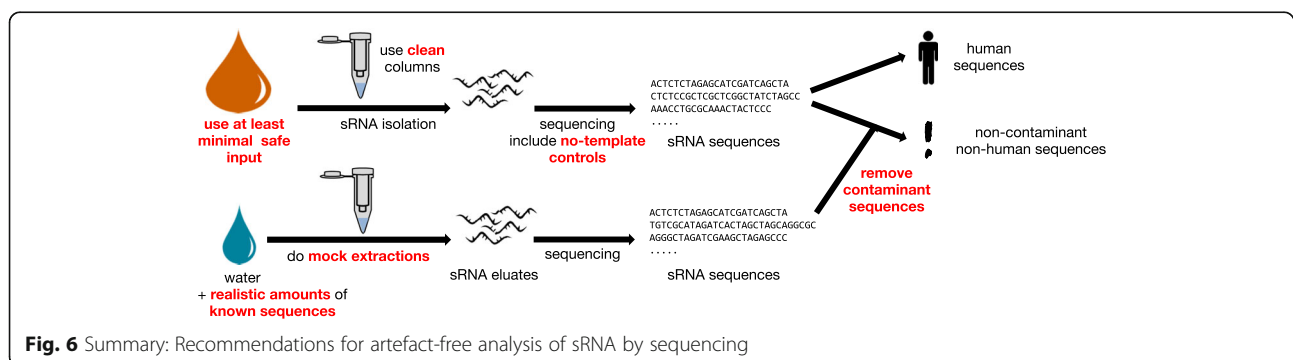 use clean
columns
human
sequences
ACTCTCTAGAGCATCGATCAGCTA
CTCTCCGCTCGCTCGGCTATCTAGCC
AAACCTGCGCAAACTACTCCC
.....
use at least
minimal safe
input
sRNA isolation
sequencing
include no-template
controls
sRNA sequences
!
non-contaminant
non-human sequences
remove
contaminant
sequences
ACTCTCTAGAGCATCGATCAGCTA
TGTCGCATAGATCACTAGCTAGCAGGCGC
AGGGCTAGATCGAAGCTAGAGCCC
.....
do mock extractions
sequencing
sRNA eluates
sRNA sequences
water
+ realistic amounts of
known sequences
Fig. 6 Summary: Recommendations for artefact-free analysis of sRNA by sequencing